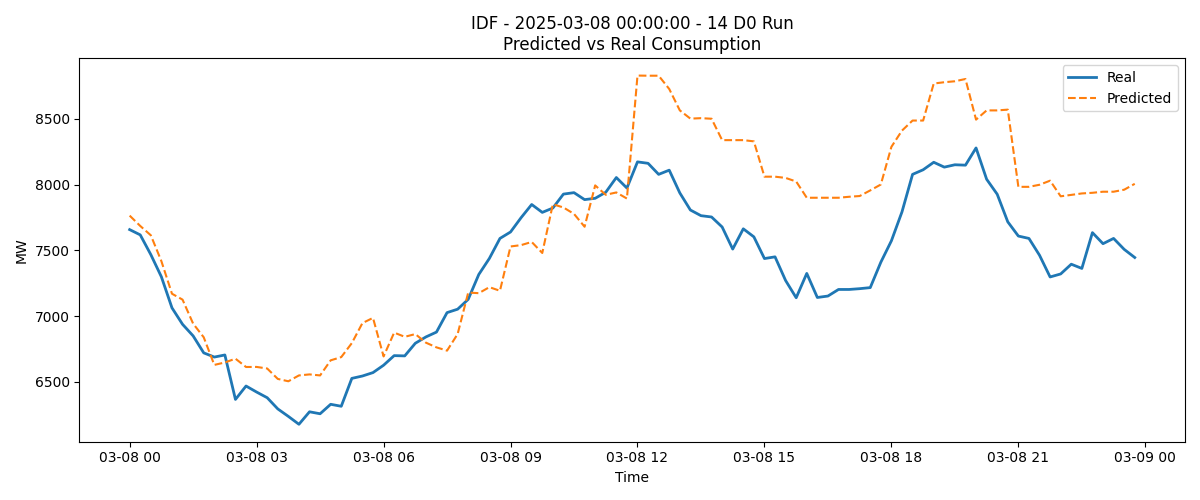 IDF - 2025-03-08 00:00:00 - 14 D0 Run
Predicted vs Real Consumption
Real
Predicted
MW
8500
8000
7500
7000
6500
03-08 00
03-08 03
03-08 06
03-08 09
03-08 12
03-08 15
03-08 18
03-08 21
03-09 00
Time